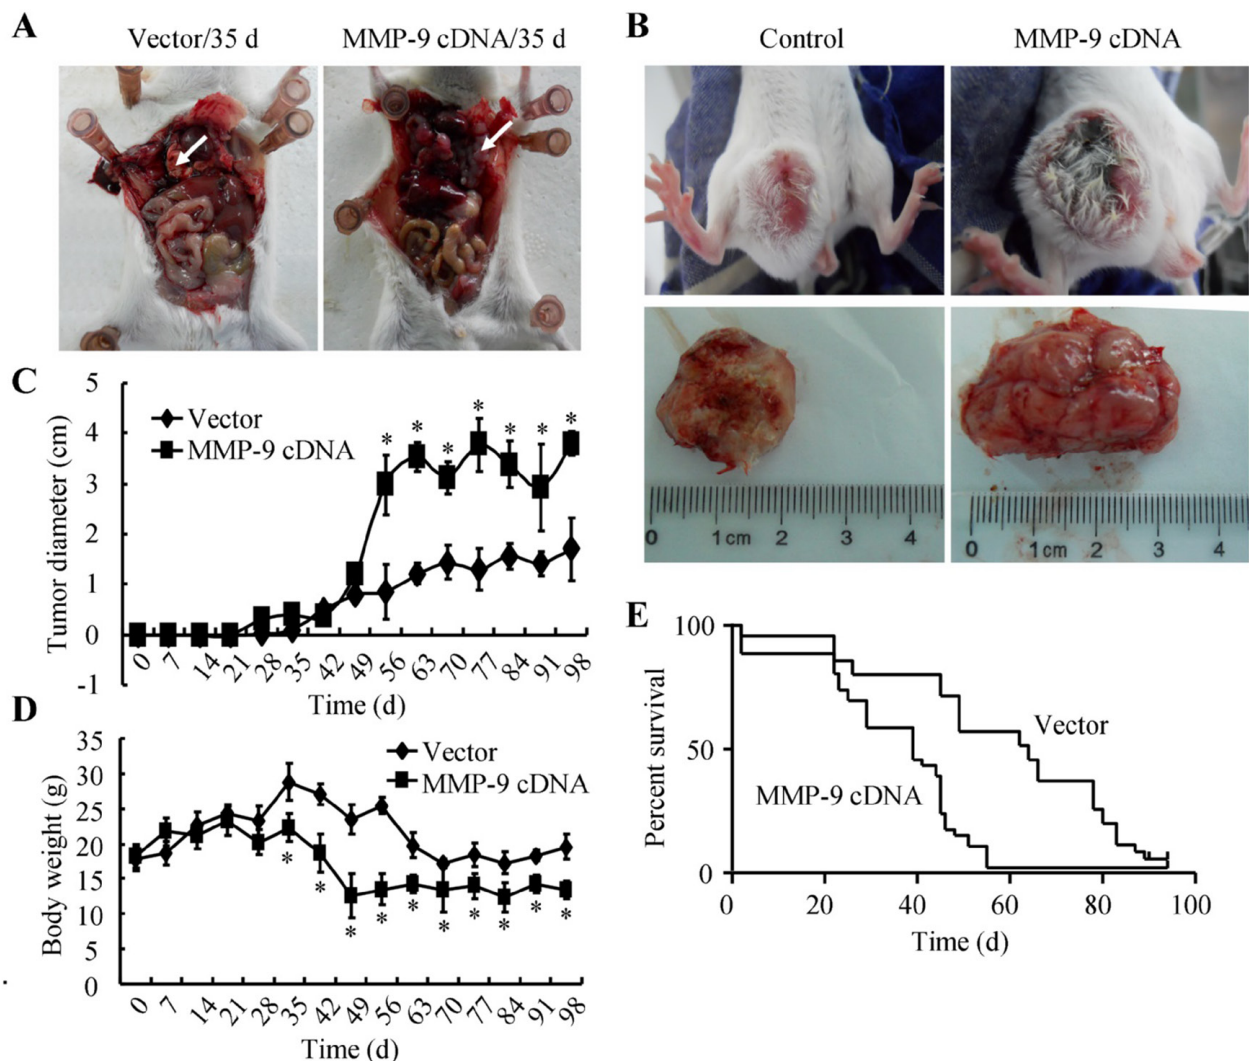 A
Vector/35 d
MMP-9 cDNA/35 d
B
Control
MMP-9 cDNA
0 1cm 2 3 4
0 1cm 2 3 4
C
Tumor diameter (cm)
5
4
3
2
1
0
-1
Vector
MMP-9 cDNA
* * * * * * *
0 7 14 21 28 35 42 49 56 63 70 77 84 91 98
Time (d)
D
Body weight (g)
35
30
25
20
15
10
5
0
Vector
MMP-9 cDNA
* * * * * * * * * *
0 7 14 21 28 35 42 49 56 63 70 77 84 91 98
Time (d)
E
Percent survival
100
50
0
Vector
MMP-9 cDNA
0 20 40 60 80 100
Time (d)